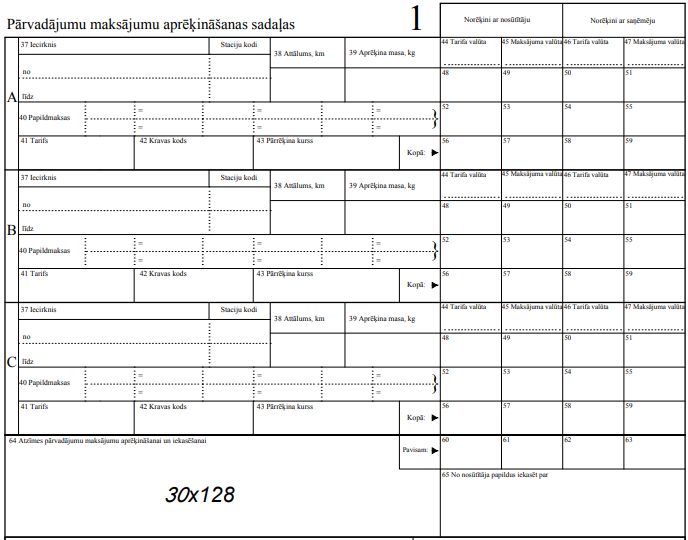 Pārvadājumu maksājumu aprēķināšanas sadaļas
1
Norēķini ar nosūtītāju
Norēķini ar saņēmēju
A
37 Iecirknis
Staciju kodi
38 Attālums, km
39 Aprēķina masa, kg
44 Tarifa valūta
45 Maksājuma valūta
46 Tarifa valūta
47 Maksājuma valūta
no
līdz
48
49
50
51
40 Papildmaksas
=
=
=
=
=
=
}
52
53
54
55
41 Tarifs
42 Kravas kods
43 Pārrēķina kurss
Kopā:
56
57
58
59
B
37 Iecirknis
Staciju kodi
38 Attālums, km
39 Aprēķina masa, kg
44 Tarifa valūta
45 Maksājuma valūta
46 Tarifa valūta
47 Maksājuma valūta
no
līdz
48
49
50
51
40 Papildmaksas
=
=
=
=
=
=
}
52
53
54
55
41 Tarifs
42 Kravas kods
43 Pārrēķina kurss
Kopā:
56
57
58
59
C
37 Iecirknis
Staciju kodi
38 Attālums, km
39 Aprēķina masa, kg
44 Tarifa valūta
45 Maksājuma valūta
46 Tarifa valūta
47 Maksājuma valūta
no
līdz
48
49
50
51
40 Papildmaksas
=
=
=
=
=
=
}
52
53
54
55
41 Tarifs
42 Kravas kods
43 Pārrēķina kurss
Kopā:
56
57
58
59
64 Atzīmes pārvadājumu maksājumu aprēķināšanai un iekasēšanai
Pavisam:
60
61
62
63
65 No nosūtītāja papildus iekasēt par
30x128